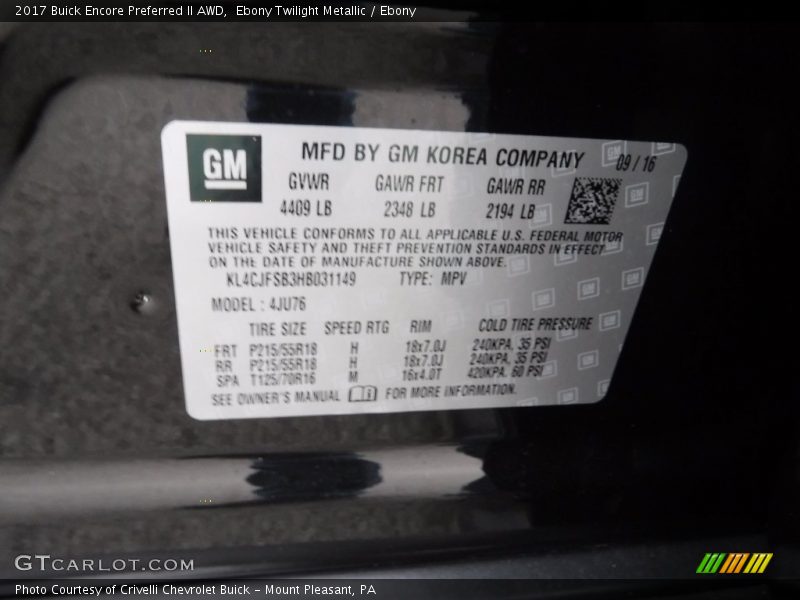 2017 Buick Encore Preferred II AWD,  Ebony Twilight Metallic / Ebony
GM
MFD BY GM KOREA COMPANY 09 / 16
GVWR GAWR FRT GAWR RR
4409 LB 2348 LB 2194 LB
THIS VEHICLE CONFORMS TO ALL APPLICABLE U.S. FEDERAL MOTOR
VEHICLE SAFETY AND THEFT PREVENTION STANDARDS IN EFFECT
ON THE DATE OF MANUFACTURE SHOWN ABOVE.
KL4CJFSB3HB031149 TYPE: MPV
MODEL : 4JU76
TIRE SIZE SPEED RTG RIM COLD TIRE PRESSURE
FRT P215/55R18 H 18x7.0J 240KPA, 35 PSI
RR P215/55R18 H 18x7.0J 240KPA, 35 PSI
SPA T125/70R16 M 16x4.0T 420KPA, 60 PSI
SEE OWNER'S MANUAL FOR MORE INFORMATION.
GTCARLOT.COM
Photo Courtesy of Crivelli Chevrolet Buick – Mount Pleasant, PA